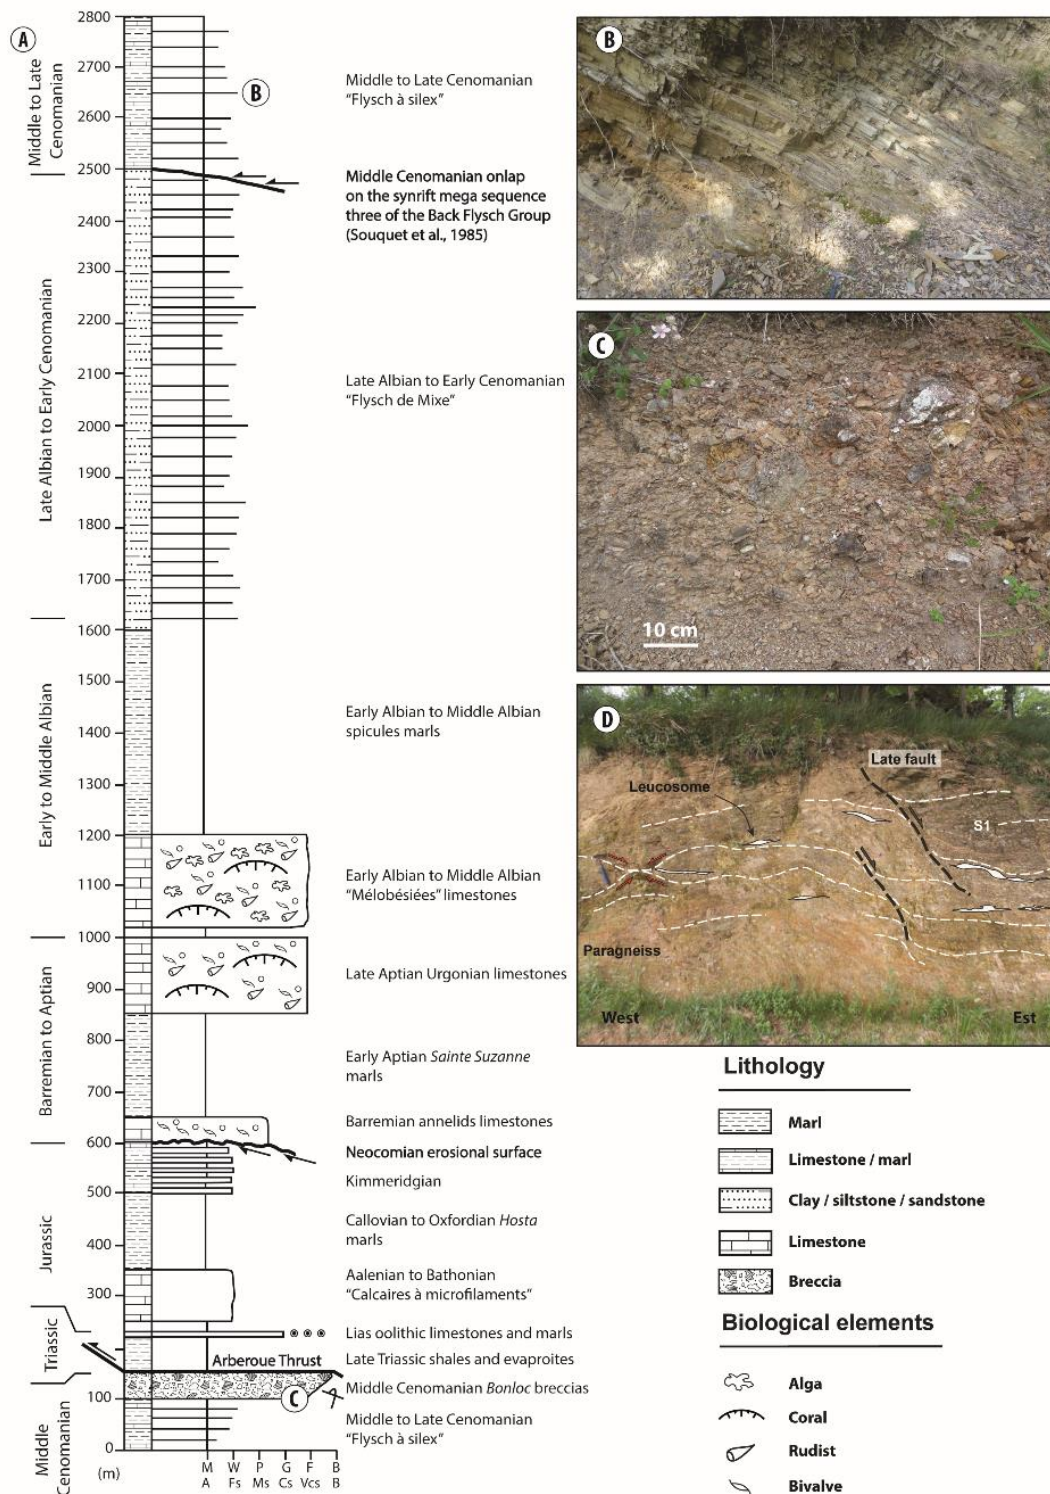 A
2800
2700
2600
2500
2400
2300
2200
2100
2000
1900
1800
1700
1600
1500
1400
1300
1200
1100
1000
900
800
700
600
500
400
300
100
0
(m)
Middle to Late
Cenomanian
Late Albian to Early Cenomanian
Early to Middle Albian
Barremian to Aptian
Jurassic
Triassic
Middle
Cenomanian
B
Middle to Late Cenomanian
“Flysch à silex”
Middle Cenomanian onlap
on the synrift mega sequence
three of the Back Flysch Group
(Souquet et al., 1985)
Late Albian to Early Cenomanian
“Flysch de Mixe”
Early Albian to Middle Albian
spicules marls
Early Albian to Middle Albian
“Mélobésiées” limestones
Late Aptian Urgonian limestones
Early Aptian Sainte Suzanne
marls
Barremian annelids limestones
Neocomian erosional surface
Kimmeridgian
Callovian to Oxfordian Hosta
marls
Aalenian to Bathonian
“Calcaires à microfilaments”
Lias oolithic limestones and marls
Arberoue Thrust
Late Triassic shales and evaproites
Middle Cenomanian Bonloc breccias
C
Middle to Late Cenomanian
“Flysch à silex”
M W P G F B
A Fs Ms Cs Vcs B
B
C
10 cm
D
Late fault
Leucosome
S1
Paragneiss
West
Est
Lithology
Marl
Limestone / marl
Clay / siltstone / sandstone
Limestone
Breccia
Biological elements
Alga
Coral
Rudist
Bivalve